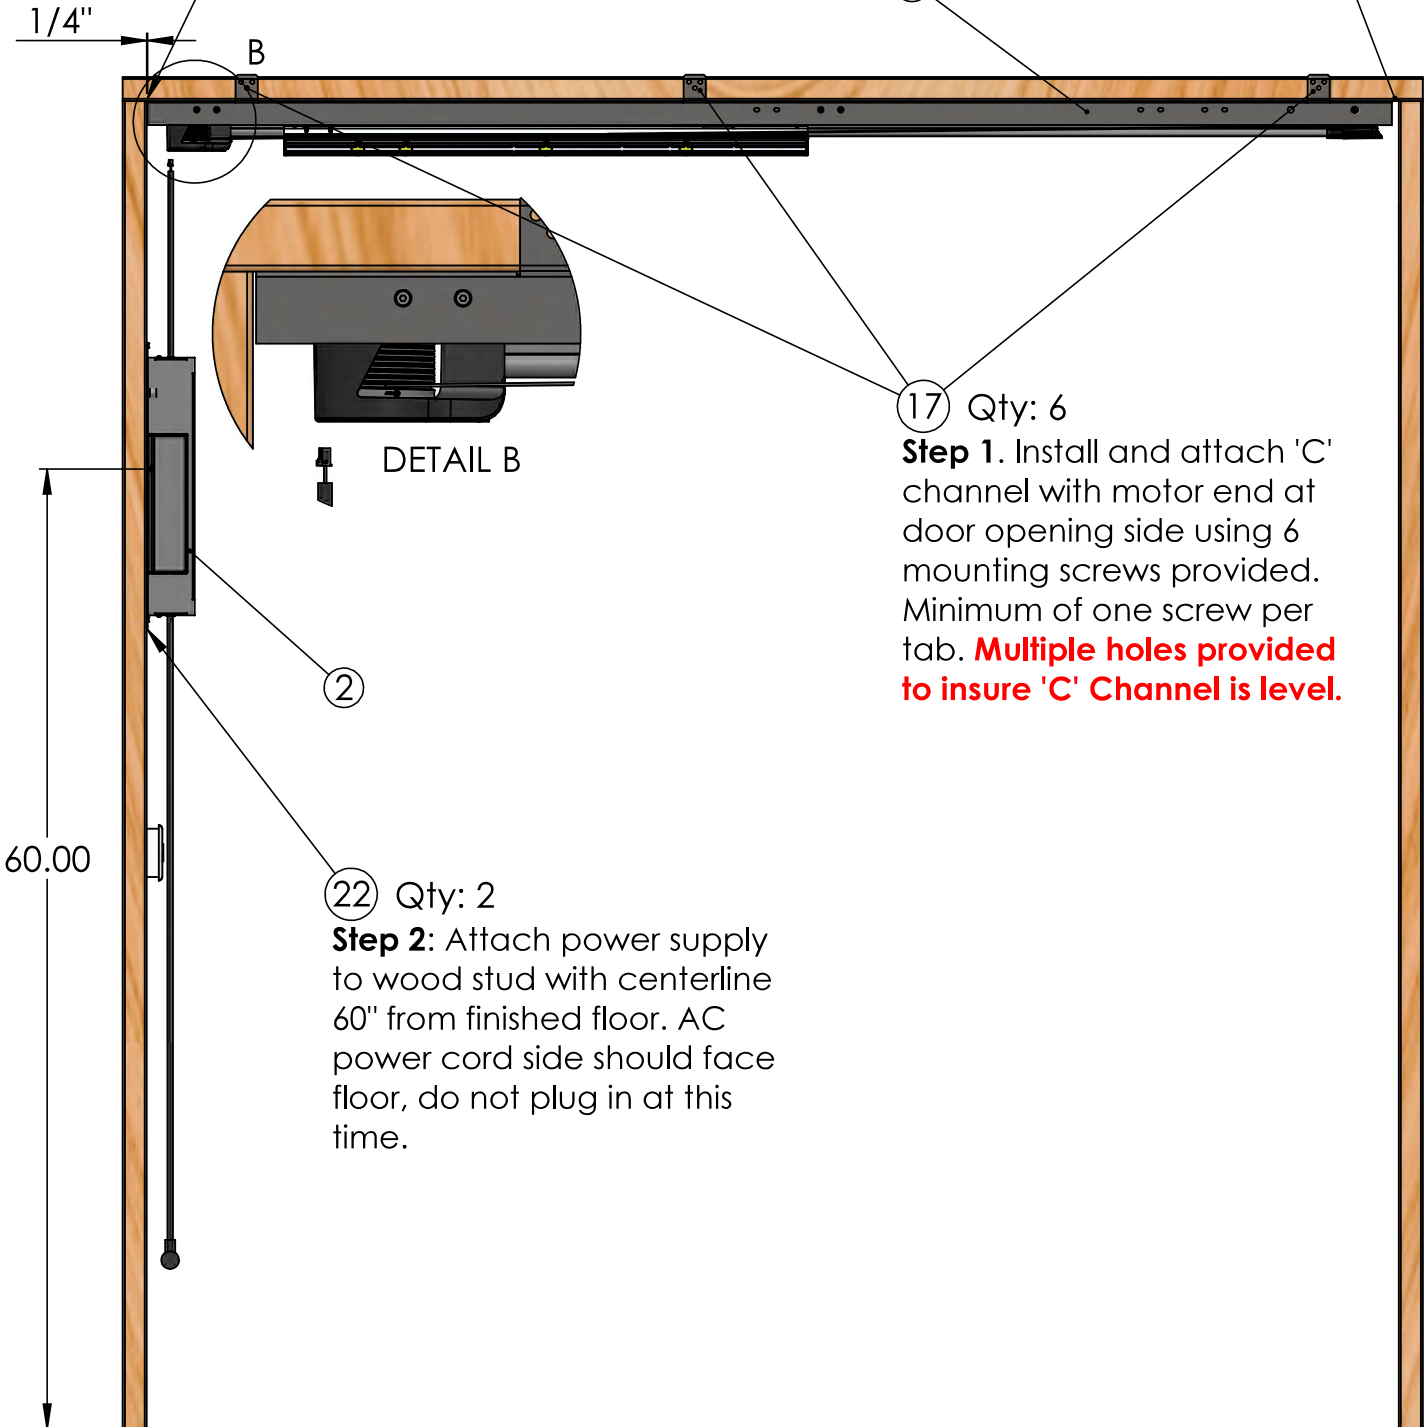 1/4"
B
DETAIL B
17 Qty: 6
Step 1. Install and attach 'C'
channel with motor end at
door opening side using 6
mounting screws provided.
Minimum of one screw per
tab. Multiple holes provided
to insure 'C' Channel is level.
2
60.00
22 Qty: 2
Step 2: Attach power supply
to wood stud with centerline
60" from finished floor. AC
power cord side should face
floor, do not plug in at this
time.